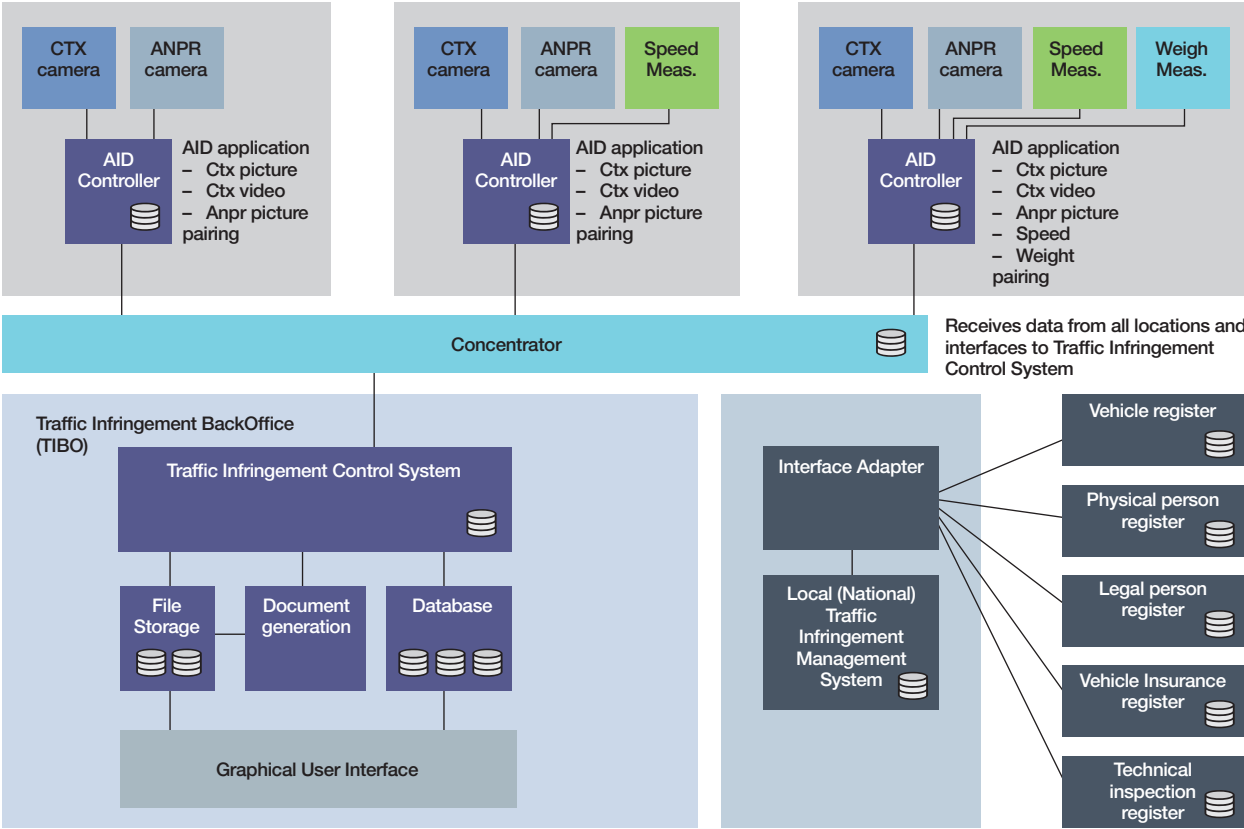 CTX
camera
ANPR
camera
AID
Controller
AID application
– Ctx picture
– Ctx video
– Anpr picture
pairing
CTX
camera
ANPR
camera
Speed
Meas.
AID
Controller
AID application
– Ctx picture
– Ctx video
– Anpr picture
pairing
CTX
camera
ANPR
camera
Speed
Meas.
Weigh
Meas.
AID
Controller
AID application
– Ctx picture
– Ctx video
– Anpr picture
– Speed
– Weight
pairing
Concentrator
Receives data from all locations and
interfaces to Traffic Infringement
Control System
Traffic Infringement BackOffice
(TIBO)
Traffic Infringement Control System
File
Storage
Document
generation
Database
Graphical User Interface
Interface Adapter
Local (National)
Traffic
Infringement
Management
System
Vehicle register
Physical person
register
Legal person
register
Vehicle Insurance
register
Technical
inspection
register